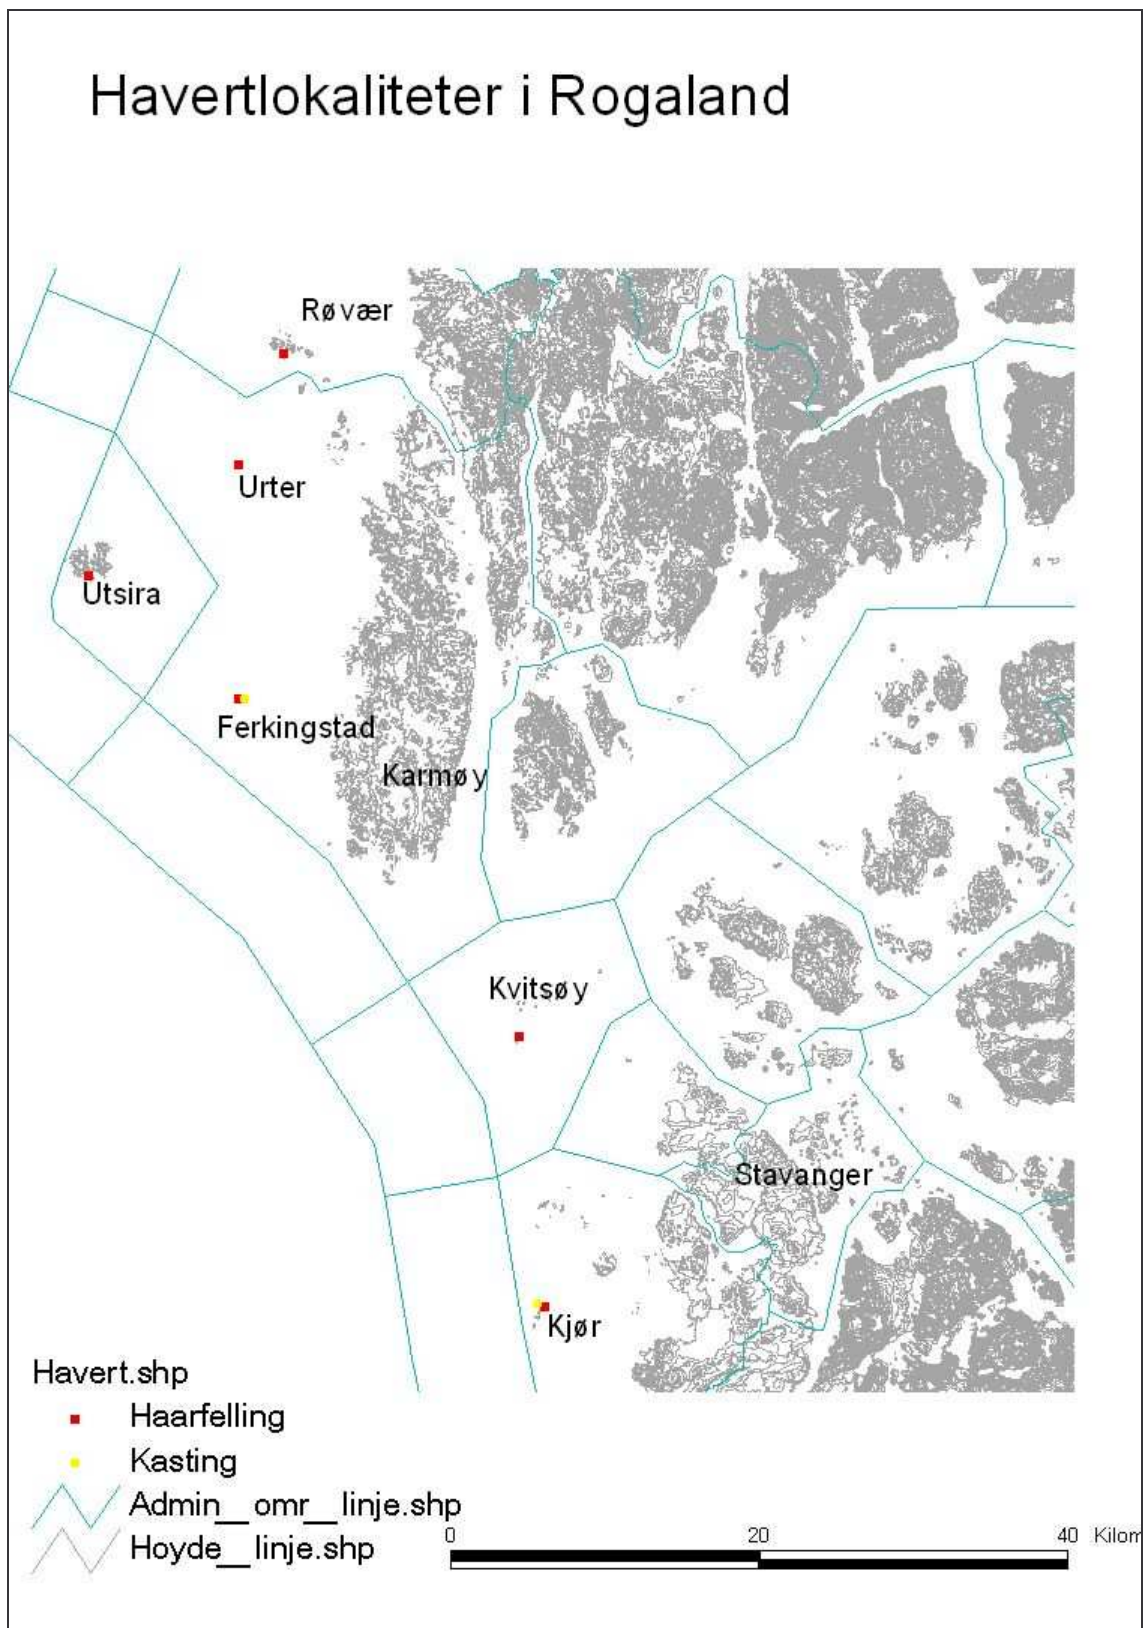 Havertlokaliteter i Rogaland
Røvær
Urter
Utsira
Ferkingstad
Karmøy
Kvitsøy
Stavanger
Kjør
Havert.shp
Haarfelling
Kasting
Admin__omr__linje.shp
Hoyde__linje.shp
0 20 40 Kilom